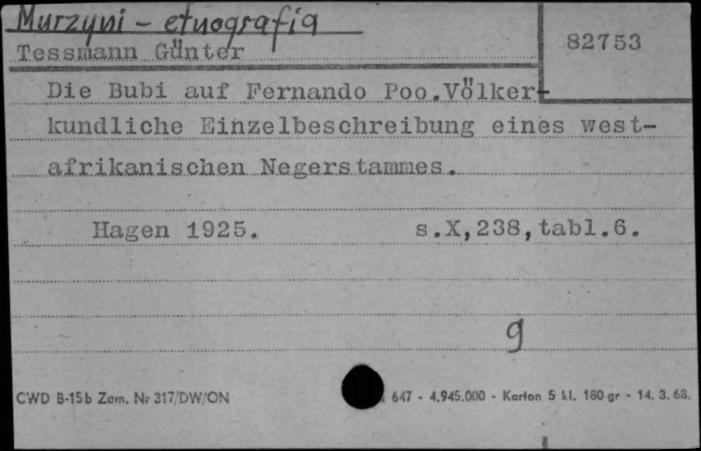 Murzyni - etnografia
Tessmann Günter
82753
Die Bubi auf Fernando Poo.Völker-
kundliche Einzelbeschreibung eines west-
afrikanischen Negerstammes.
Hagen 1925. s.X,238,tabl.6.
g
CWD B-15b Zam. Nr 317/DW/ON 647 - 4.945.000 - Karton 5 kl. 180 gr - 14. 3. 68.